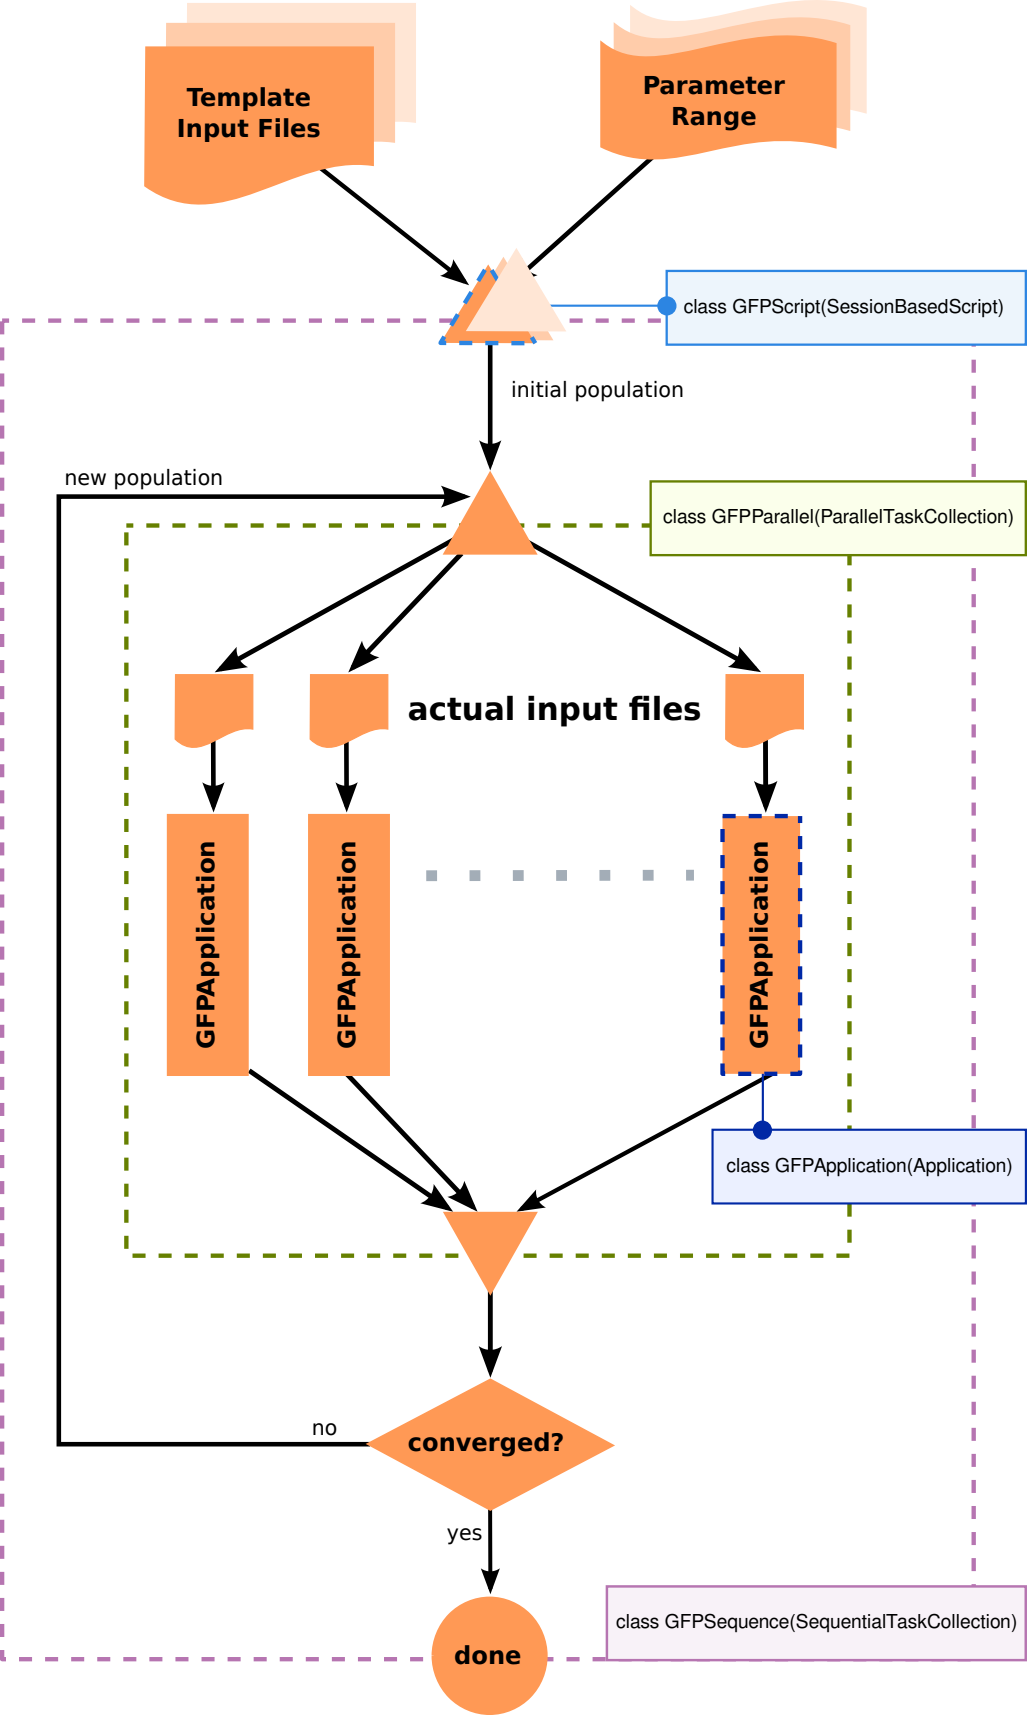 Template
Input Files
Parameter
Range
class GFPScript(SessionBasedScript)
initial population
new population
class GFPParallel(ParallelTaskCollection)
actual input files
GFPApplication
GFPApplication
GFPApplication
class GFPApplication(Application)
no
converged?
yes
class GFPSequence(SequentialTaskCollection)
done